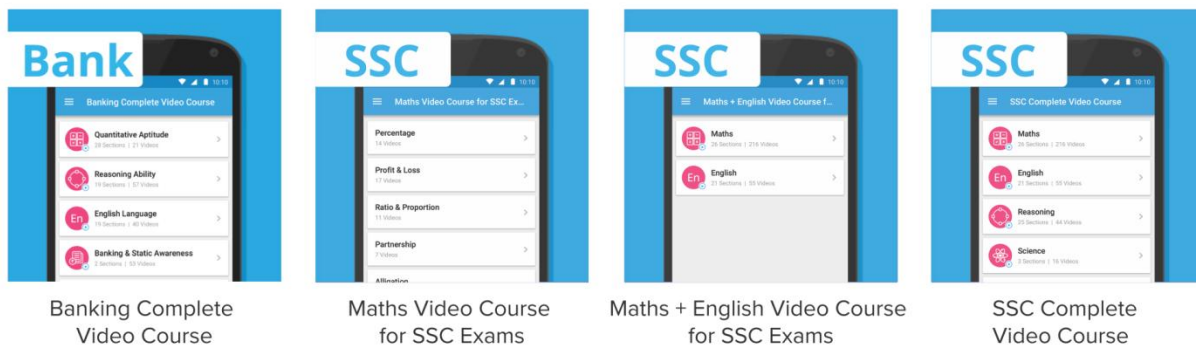 Bank
10:10
Banking Complete Video Course
Quantitative Aptitude
28 Sections | 21 Videos
Reasoning Ability
19 Sections | 57 Videos
En
English Language
19 Sections | 40 Videos
Banking & Static Awareness
2 Sections | 53 Videos
Banking Complete
Video Course
SSC
10:10
Maths Video Course for SSC Ex...
Percentage
14 Videos
Profit & Loss
17 Videos
Ratio & Proportion
11 Videos
Partnership
7 Videos
Alligation
Maths Video Course
for SSC Exams
SSC
10:10
Maths + English Video Course f...
Maths
26 Sections | 216 Videos
En
English
21 Sections | 55 Videos
Maths + English Video Course
for SSC Exams
SSC
10:10
SSC Complete Video Course
Maths
26 Sections | 216 Videos
En
English
21 Sections | 55 Videos
Reasoning
25 Sections | 44 Videos
Science
2 Sections | 16 Videos
SSC Complete
Video Course